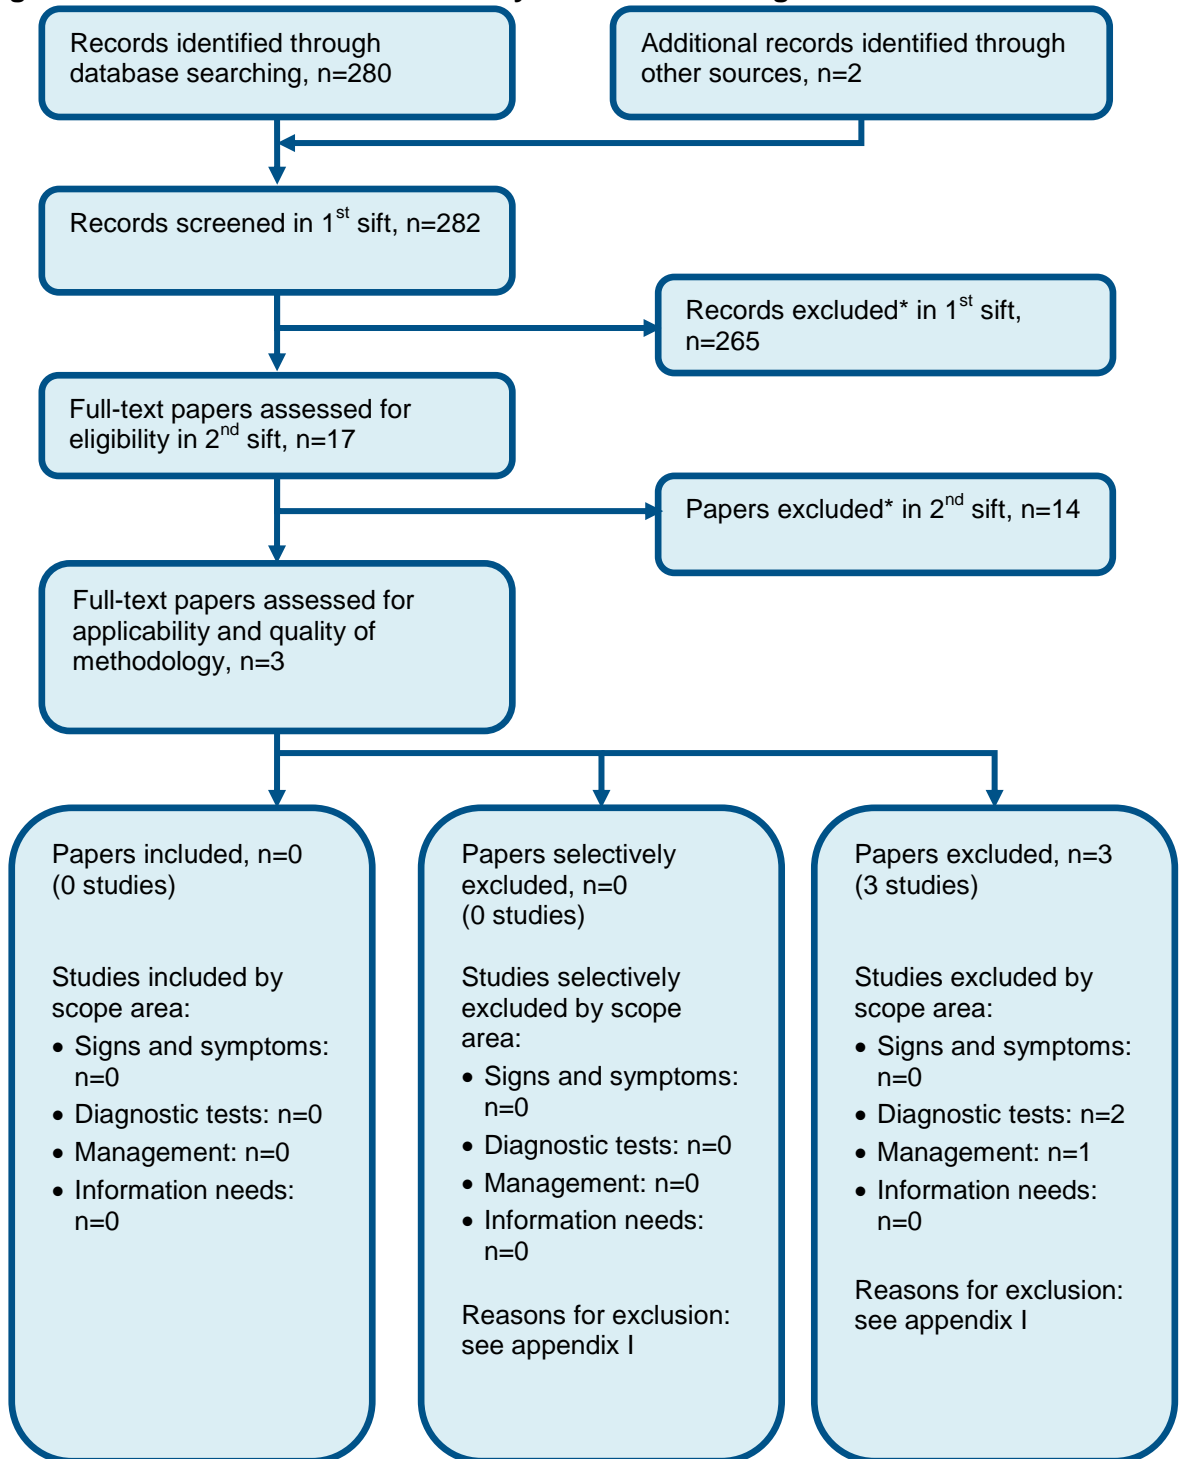 Records identified through
database searching, n=280
Additional records identified through
other sources, n=2
Records screened in 1st sift, n=282
Records excluded* in 1st sift,
n=265
Full-text papers assessed for
eligibility in 2nd sift, n=17
Papers excluded* in 2nd sift, n=14
Full-text papers assessed for
applicability and quality of
methodology, n=3
Papers included, n=0
(0 studies)
Studies included by
scope area:
• Signs and symptoms:
n=0
• Diagnostic tests: n=0
• Management: n=0
• Information needs:
n=0
Papers selectively
excluded, n=0
(0 studies)
Studies selectively
excluded by scope
area:
• Signs and symptoms:
n=0
• Diagnostic tests: n=0
• Management: n=0
• Information needs:
n=0
Reasons for exclusion:
see appendix I
Papers excluded, n=3
(3 studies)
Studies excluded by
scope area:
• Signs and symptoms:
n=0
• Diagnostic tests: n=2
• Management: n=1
• Information needs:
n=0
Reasons for exclusion:
see appendix I